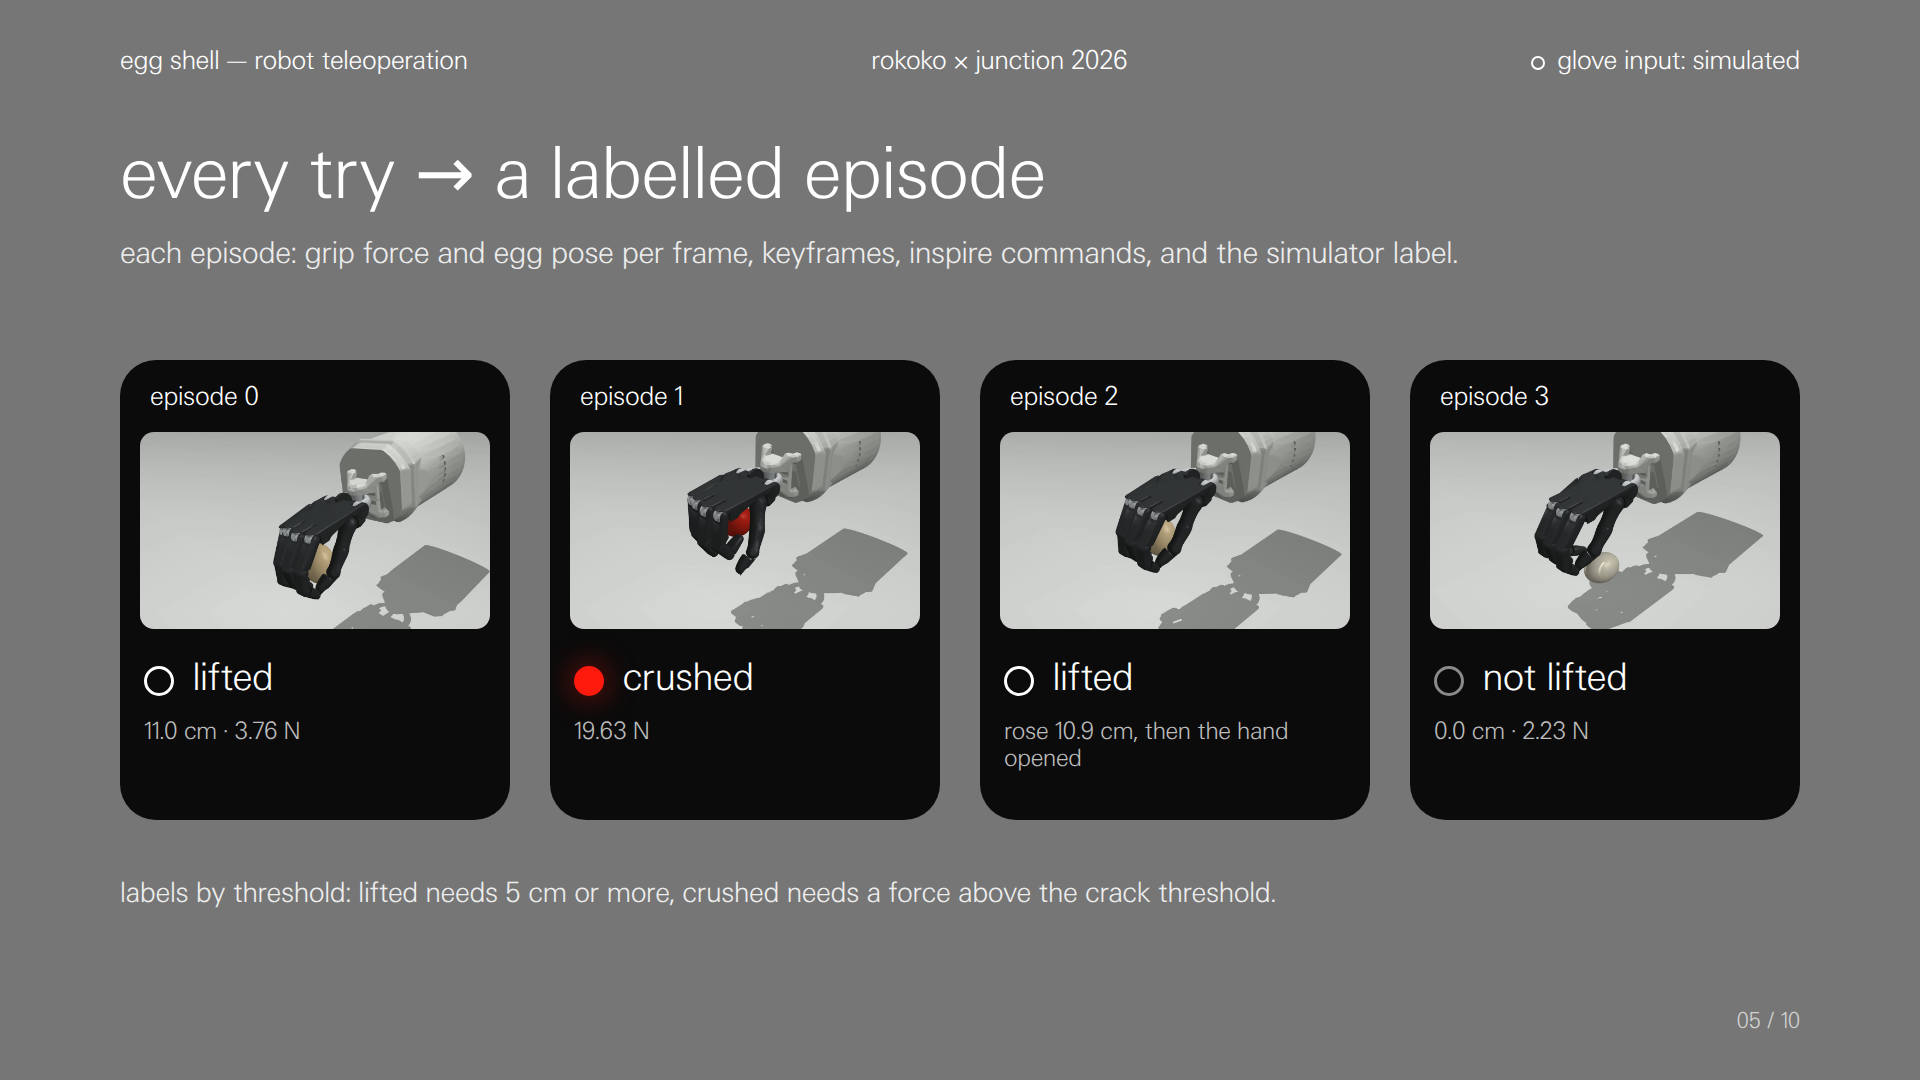 egg shell — robot teleoperation
rokoko × junction 2026
glove input: simulated
every try → a labelled episode
each episode: grip force and egg pose per frame, keyframes, inspire commands, and the simulator label.
episode 0
lifted
11.0 cm · 3.76 N
episode 1
crushed
19.63 N
episode 2
lifted
rose 10.9 cm, then the hand
opened
episode 3
not lifted
0.0 cm · 2.23 N
labels by threshold: lifted needs 5 cm or more, crushed needs a force above the crack threshold.
05 / 10